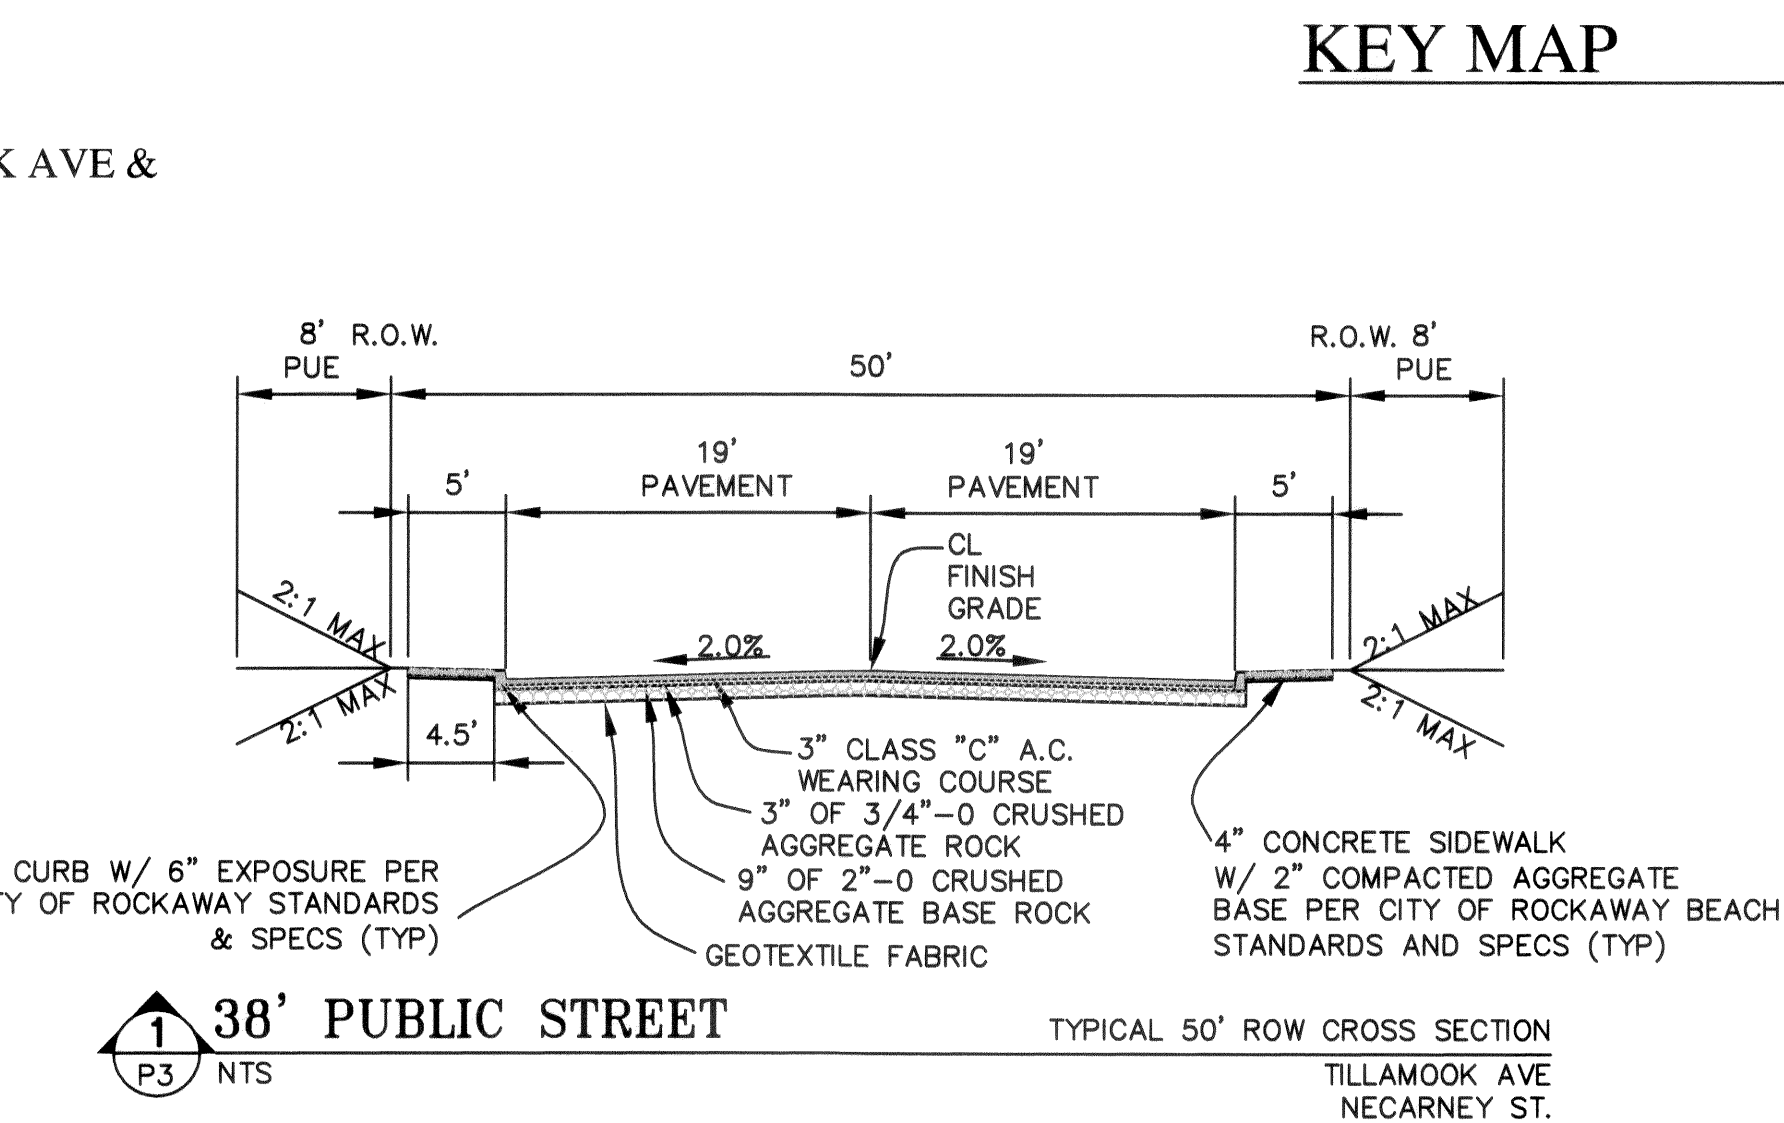 KEY MAP
AVE &
8' R.O.W.
PUE
50'
R.O.W. 8'
PUE
5'
19'
PAVEMENT
19'
PAVEMENT
5'
CL
FINISH
GRADE
2:1 MAX
2:1 MAX
2.0%
2.0%
2:1 MAX
2:1 MAX
4.5'
3" CLASS "C" A.C.
WEARING COURSE
3" OF 3/4"-0 CRUSHED
AGGREGATE ROCK
9" OF 2"-0 CRUSHED
AGGREGATE BASE ROCK
GEOTEXTILE FABRIC
CURB W/ 6" EXPOSURE PER
OF ROCKAWAY STANDARDS
& SPECS (TYP)
4" CONCRETE SIDEWALK
W/ 2" COMPACTED AGGREGATE
BASE PER CITY OF ROCKAWAY BEACH
STANDARDS AND SPECS (TYP)
1
P3
38' PUBLIC STREET
NTS
TYPICAL 50' ROW CROSS SECTION
TILLAMOOK AVE
NECARNEY ST.